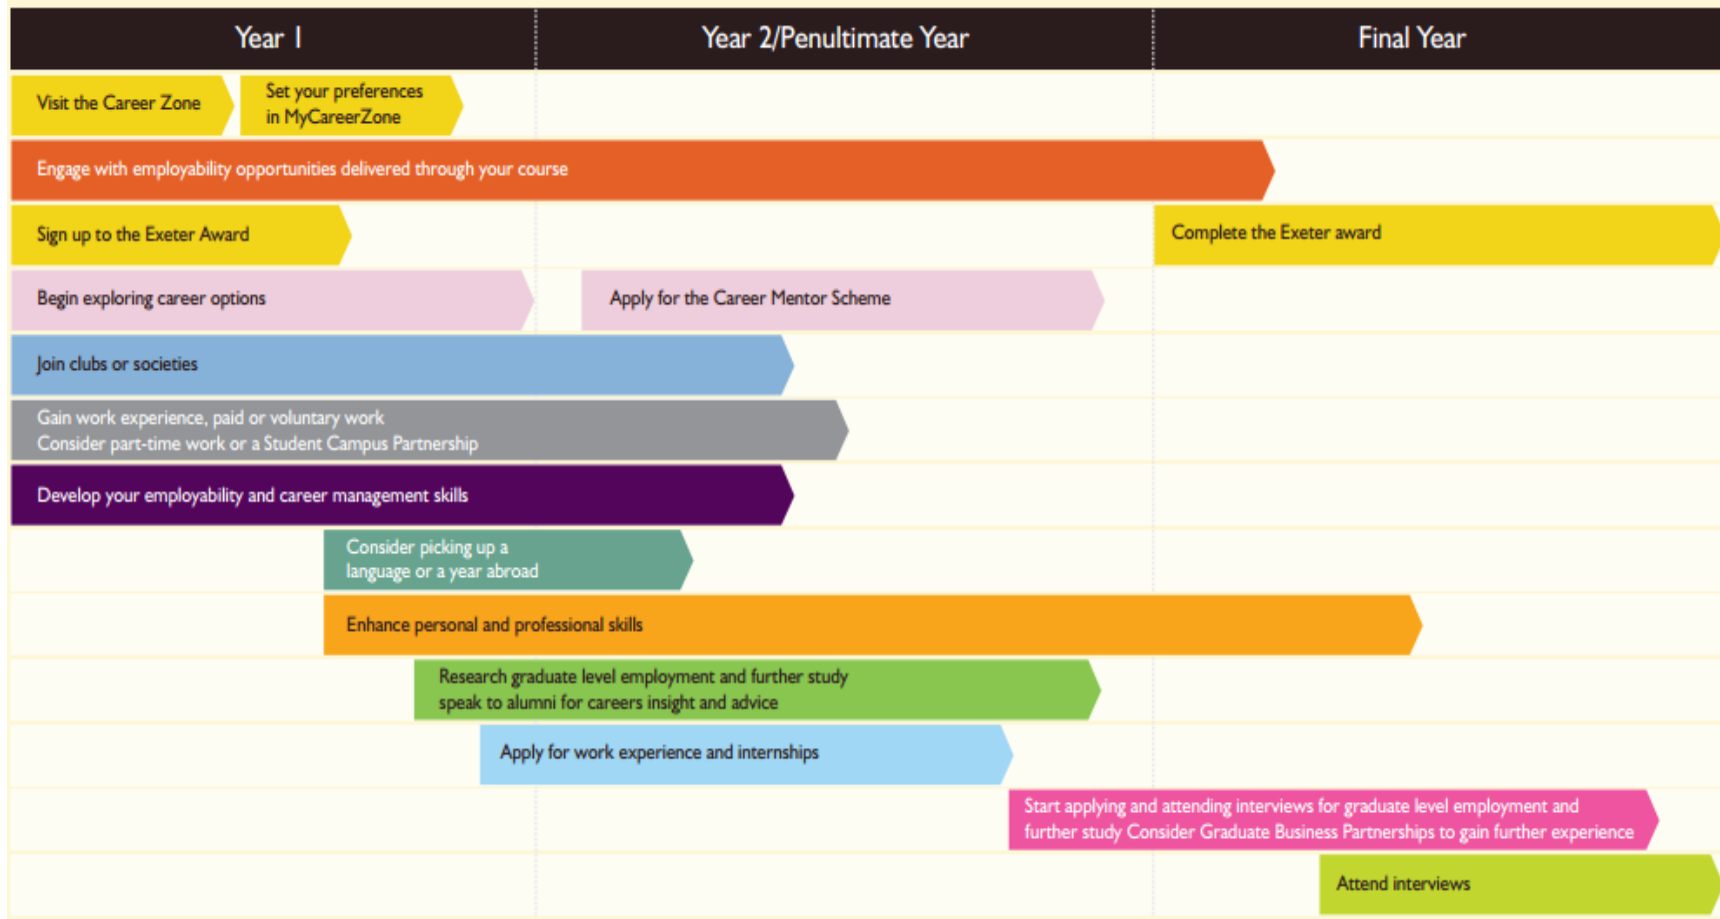 Year 1
Year 2/Penultimate Year
Final Year
Visit the Career Zone
Set your preferences
in MyCareerZone
Engage with employability opportunities delivered through your course
Sign up to the Exeter Award
Complete the Exeter award
Begin exploring career options
Apply for the Career Mentor Scheme
Join clubs or societies
Gain work experience, paid or voluntary work
Consider part-time work or a Student Campus Partnership
Develop your employability and career management skills
Consider picking up a
language or a year abroad
Enhance personal and professional skills
Research graduate level employment and further study
speak to alumni for careers insight and advice
Apply for work experience and internships
Start applying and attending interviews for graduate level employment and
further study Consider Graduate Business Partnerships to gain further experience
Attend interviews